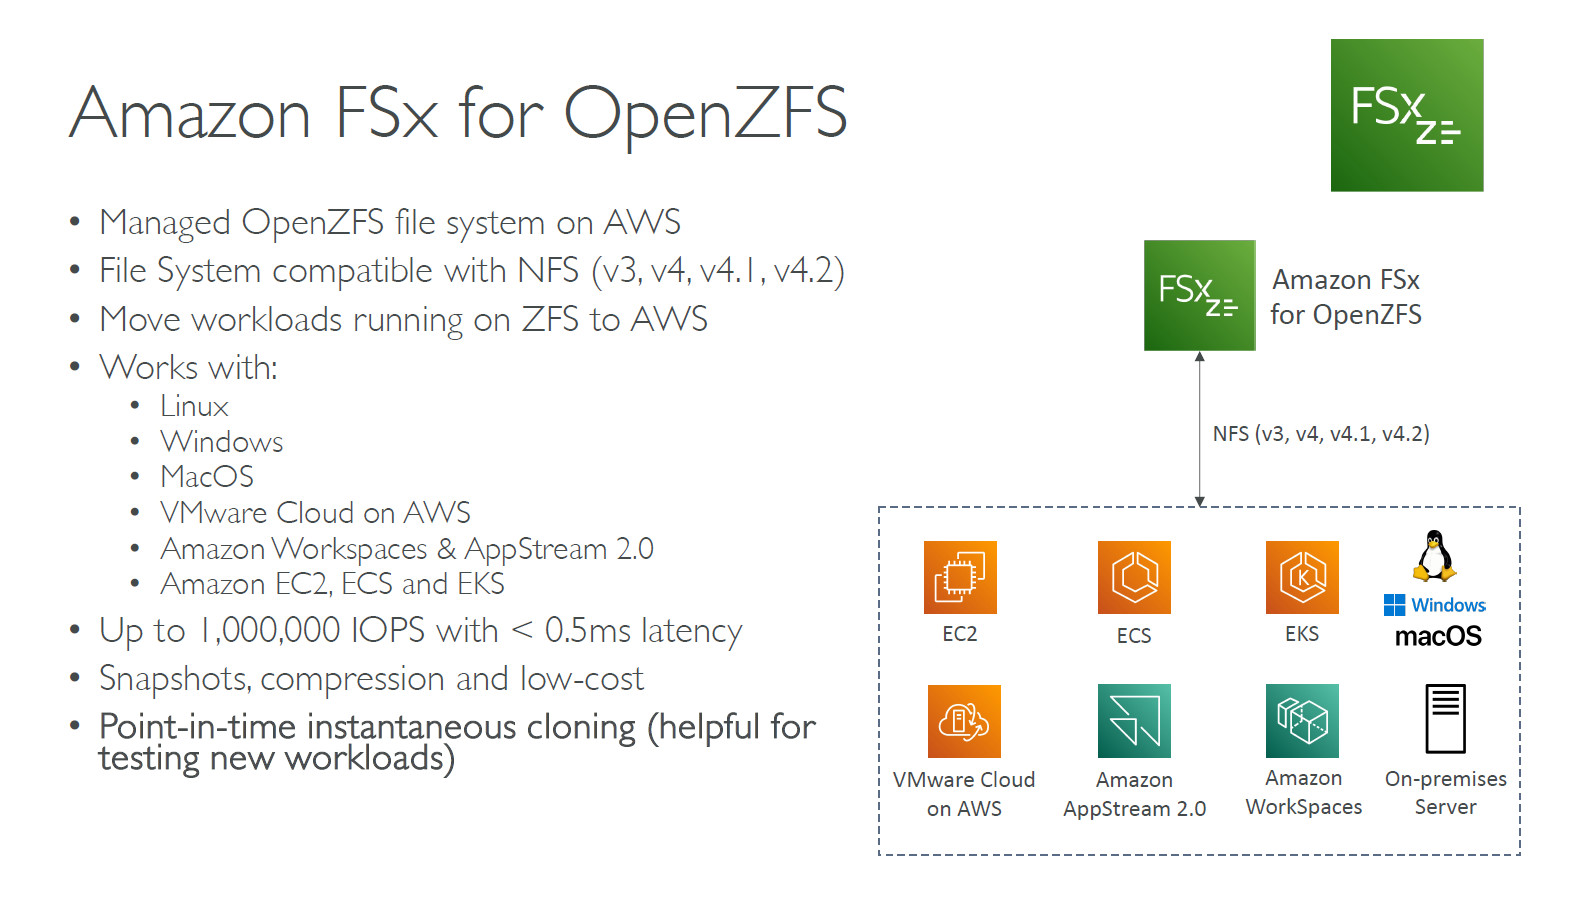 Amazon FSx for OpenZFS
FSx
Z
• Managed OpenZFS file system on AWS
• File System compatible with NFS (v3, v4, v4.1, v4.2)
• Move workloads running on ZFS to AWS
• Works with:
• Linux
• Windows
• MacOS
• VMware Cloud on AWS
• Amazon Workspaces & AppStream 2.0
• Amazon EC2, ECS and EKS
• Up to 1,000,000 IOPS with < 0.5ms latency
• Snapshots, compression and low-cost
• Point-in-time instantaneous cloning (helpful for
testing new workloads)
FSx
Z
Amazon FSx
for OpenZFS
NFS (v3, v4, v4.1, v4.2)
EC2
ECS
K
EKS
Windows
macOS
VMware Cloud
on AWS
Amazon
AppStream 2.0
Amazon
WorkSpaces
On-premises
Server